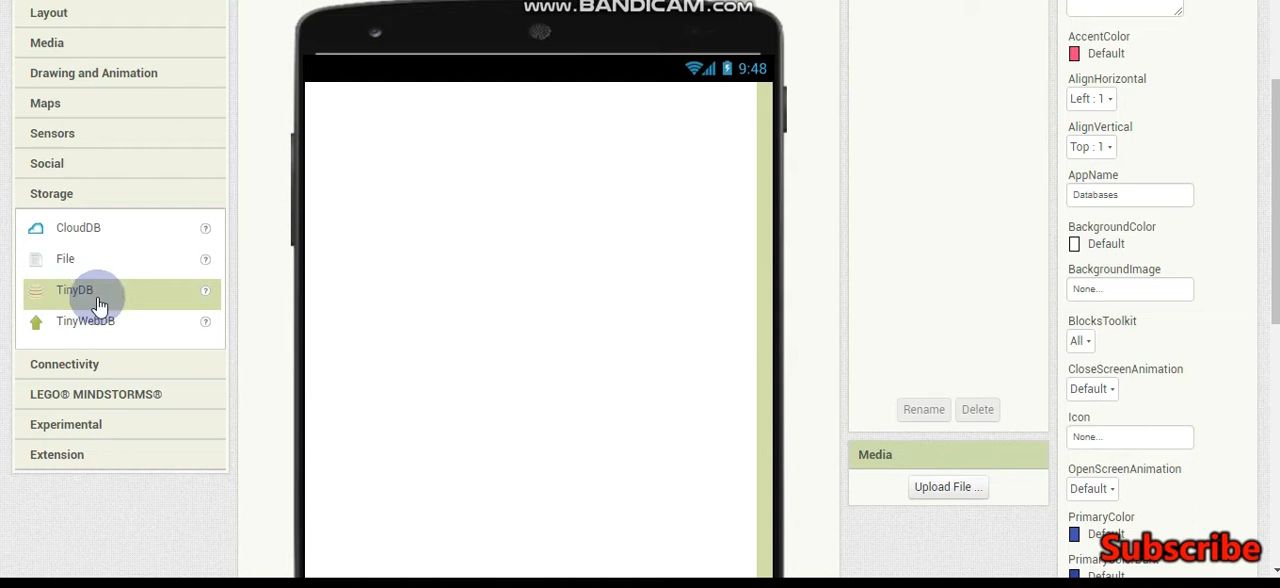 Layout
Media
Drawing and Animation
Maps
Sensors
Social
Storage
CloudDB ?
File ?
TinyDB ?
TinyWebDB ?
Connectivity
LEGO® MINDSTORMS®
Experimental
Extension
www.BANDICAM.com
9:48
Rename Delete
Media
Upload File ...
AccentColor
Default
AlignHorizontal
Left : 1
AlignVertical
Top : 1
AppName
Databases
BackgroundColor
Default
BackgroundImage
None...
BlocksToolkit
All
CloseScreenAnimation
Default
Icon
None...
OpenScreenAnimation
Default
PrimaryColor
Default
Default
Subscribe